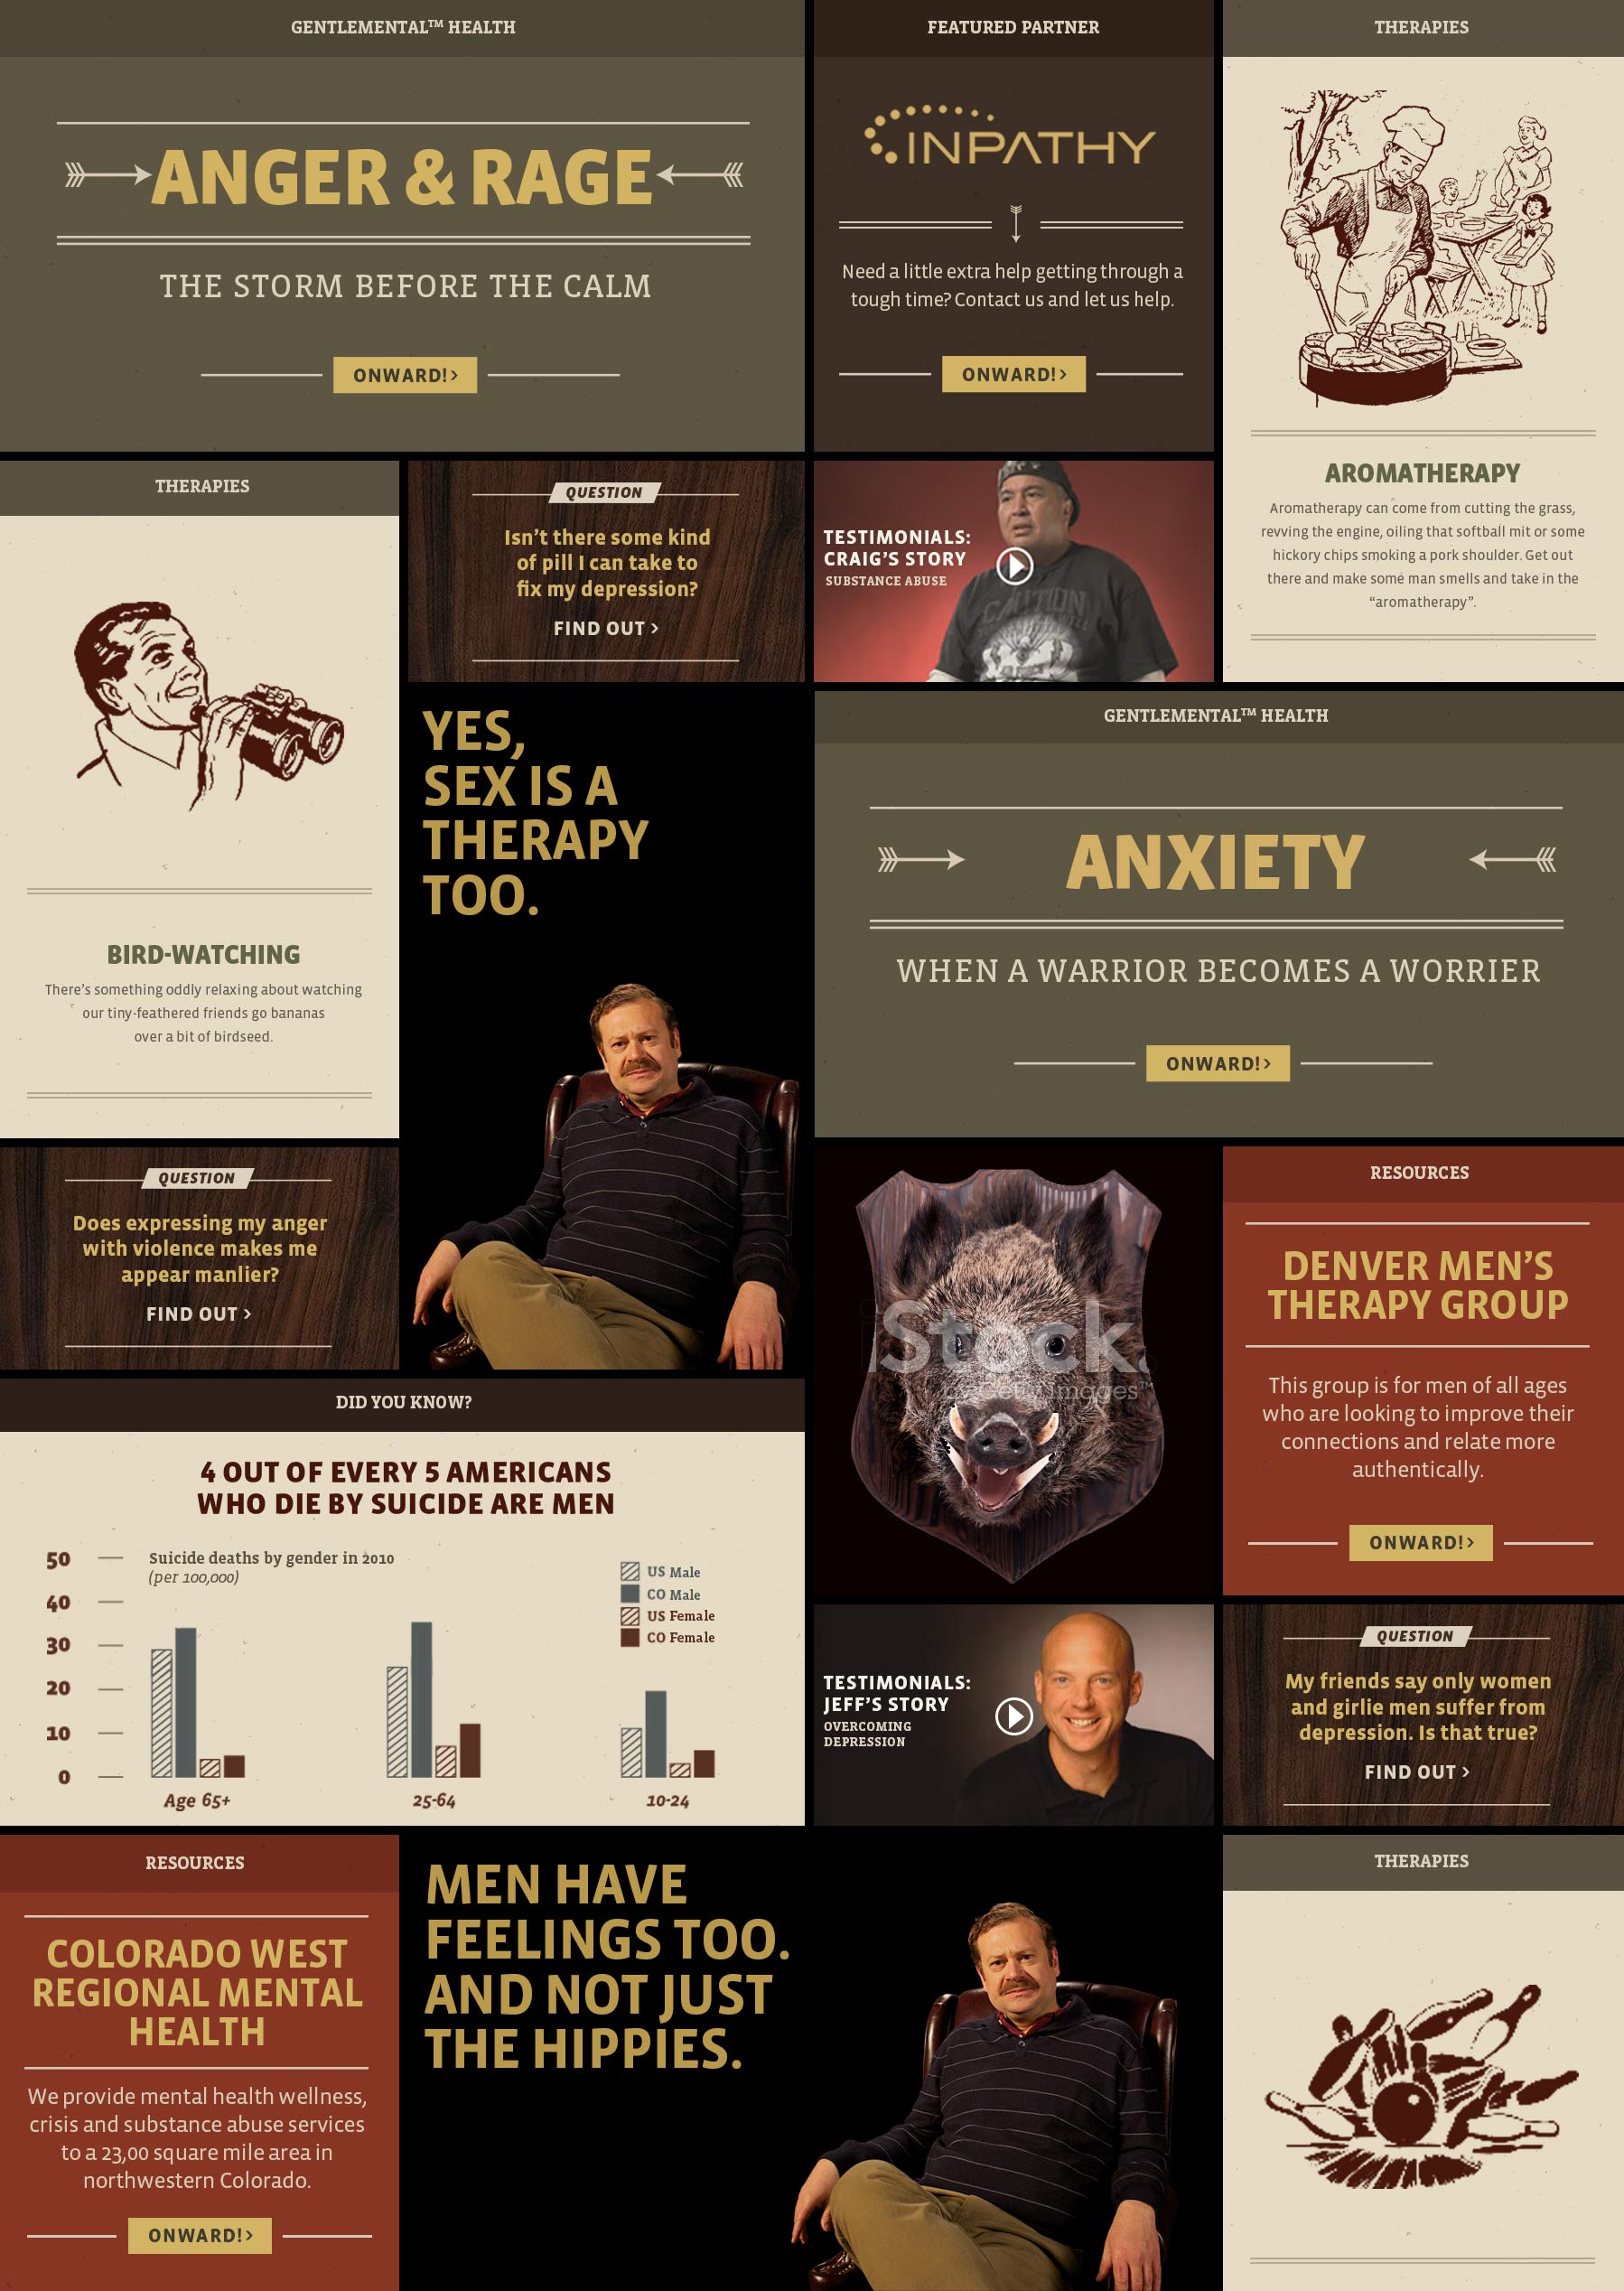 GENTLEMENTAL™ HEALTH
ANGER & RAGE
THE STORM BEFORE THE CALM
ONWARD! ›
FEATURED PARTNER
INPATHY
Need a little extra help getting through a
tough time? Contact us and let us help.
ONWARD! ›
THERAPIES
AROMATHERAPY
Aromatherapy can come from cutting the grass,
revving the engine, oiling that softball mit or some
hickory chips smoking a pork shoulder. Get out
there and make some man smells and take in the
“aromatherapy”.
THERAPIES
BIRD-WATCHING
There’s something oddly relaxing about watching
our tiny-feathered friends go bananas
over a bit of birdseed.
QUESTION
Isn’t there some kind
of pill I can take to
fix my depression?
FIND OUT ›
TESTIMONIALS:
CRAIG’S STORY
SUBSTANCE ABUSE
YES,
SEX IS A
THERAPY
TOO.
GENTLEMENTAL™ HEALTH
ANXIETY
WHEN A WARRIOR BECOMES A WORRIER
ONWARD! ›
QUESTION
Does expressing my anger
with violence makes me
appear manlier?
FIND OUT ›
iStock.
by Getty Images™
RESOURCES
DENVER MEN’S
THERAPY GROUP
This group is for men of all ages
who are looking to improve their
connections and relate more
authentically.
ONWARD! ›
DID YOU KNOW?
4 OUT OF EVERY 5 AMERICANS
WHO DIE BY SUICIDE ARE MEN
Suicide deaths by gender in 2010
(per 100,000)
50
40
30
20
10
0
US Male
CO Male
US Female
CO Female
Age 65+
25-64
10-24
TESTIMONIALS:
JEFF’S STORY
OVERCOMING
DEPRESSION
QUESTION
My friends say only women
and girlie men suffer from
depression. Is that true?
FIND OUT ›
RESOURCES
COLORADO WEST
REGIONAL MENTAL
HEALTH
We provide mental health wellness,
crisis and substance abuse services
to a 23,00 square mile area in
northwestern Colorado.
ONWARD! ›
MEN HAVE
FEELINGS TOO.
AND NOT JUST
THE HIPPIES.
THERAPIES